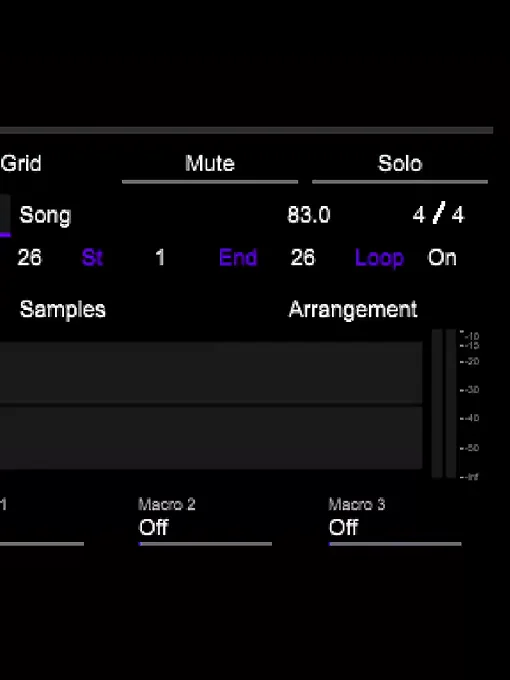 Grid Mute Solo
Song 83.0 4 / 4
26 St 1 End 26 Loop On
Samples Arrangement
-10
-15
-20
-30
-40
-50
-inf
1 Macro 2 Macro 3
Off Off